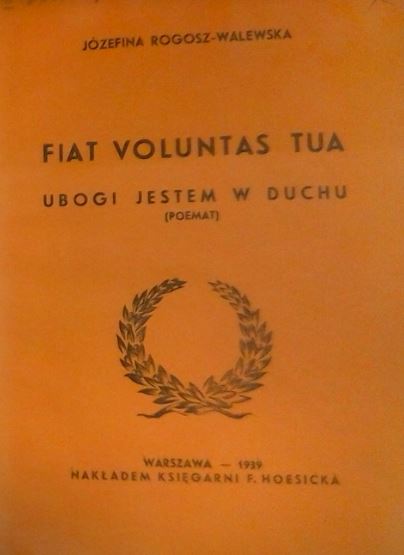 JÓZEFINA ROGOSZ-WALEWSKA
FIAT VOLUNTAS TUA
UBOGI JESTEM W DUCHU
(POEMAT)
WARSZAWA — 1939
NAKŁADEM KSIĘGARNI F. HOESICKA